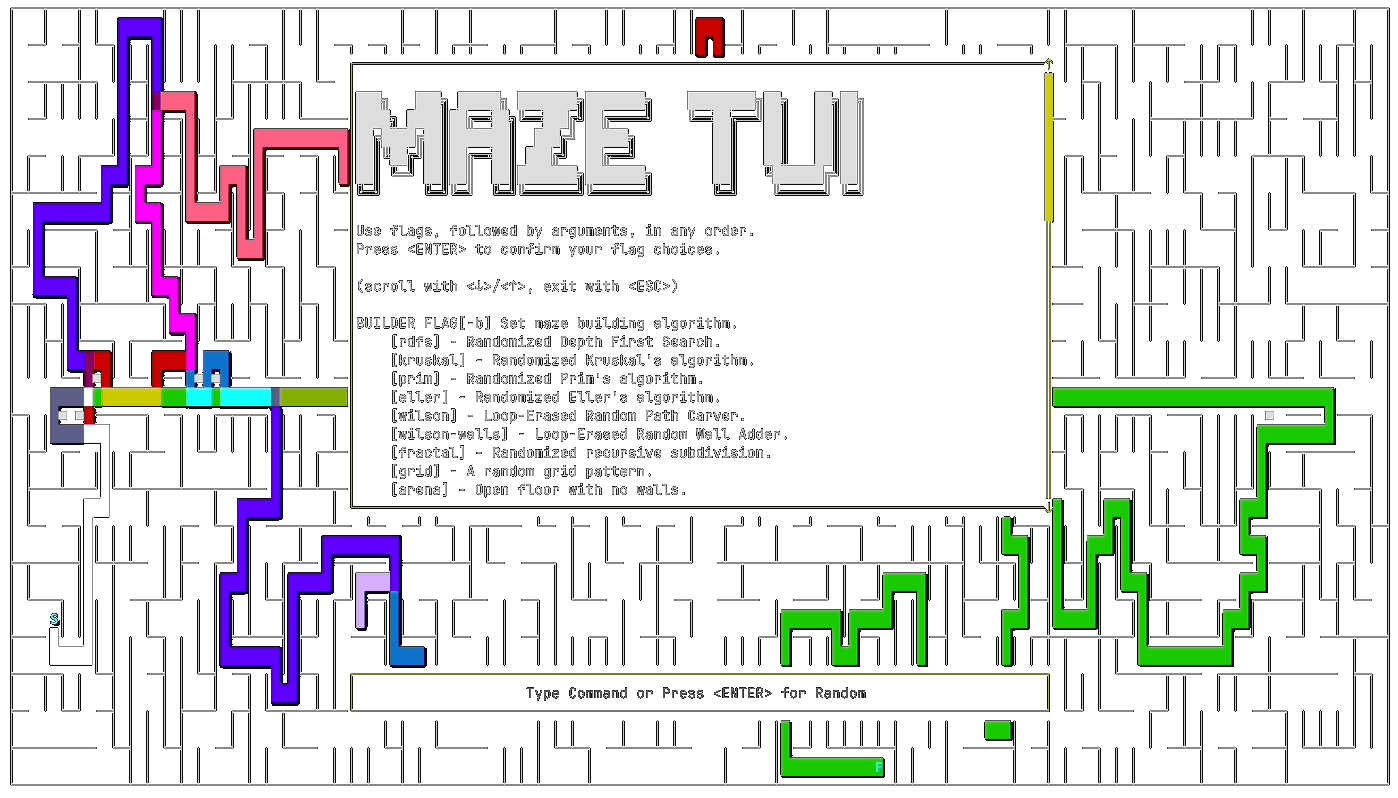 MAZE TUI
Use flags, followed by arguments, in any order.
Press <ENTER> to confirm your flag choices.
(scroll with <↓>/<↑>, exit with <ESC>)
BUILDER FLAG[-b] Set maze building algorithm.
[rdfs] - Randomized Depth First Search.
[kruskal] - Randomized Kruskal's algorithm.
[prim] - Randomized Prim's algorithm.
[eller] - Randomized Eller's algorithm.
[wilson] - Loop-Erased Random Path Carver.
[wilson-walls] - Loop-Erased Random Wall Adder.
[fractal] - Randomized recursive subdivision.
[grid] - A random grid pattern.
[arena] - Open floor with no walls.
S
Type Command or Press <ENTER> for Random
F